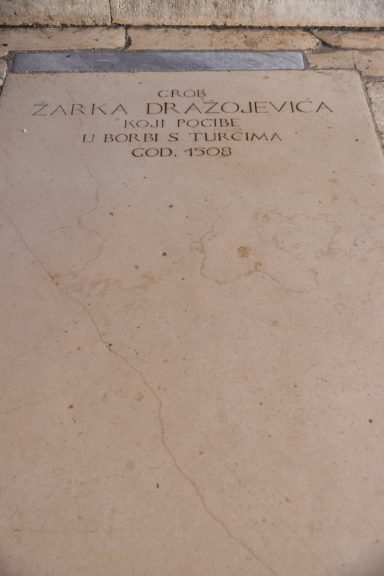 GROB
ŽARKA DRAŽOJEVIĆA
KOJI POGIBE
U BORBI S TURCIMA
GOD. 1508